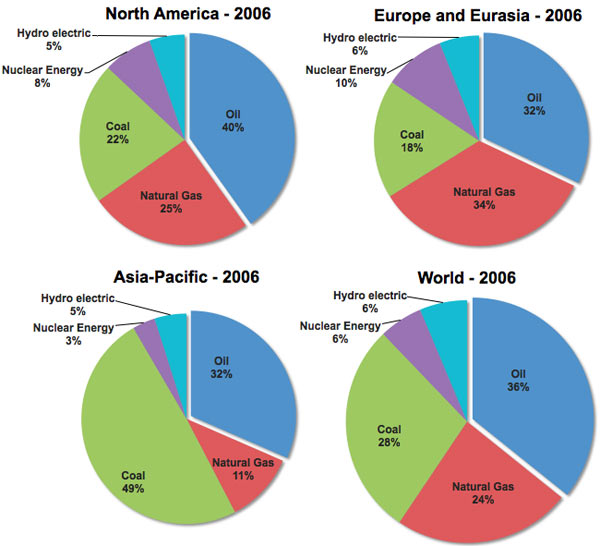 North America - 2006
Hydro electric
5%
Nuclear Energy
8%
Oil
40%
Coal
22%
Natural Gas
25%
Europe and Eurasia - 2006
Hydro electric
6%
Nuclear Energy
10%
Oil
32%
Coal
18%
Natural Gas
34%
Asia-Pacific - 2006
Hydro electric
5%
Nuclear Energy
3%
Oil
32%
Natural Gas
11%
Coal
49%
World - 2006
Hydro electric
6%
Nuclear Energy
6%
Oil
36%
Coal
28%
Natural Gas
24%